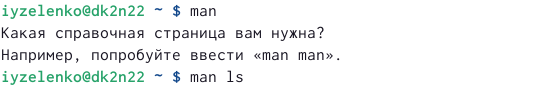 iyzelenko@dk2n22 ~ $ man
Какая справочная страница вам нужна?
Например, попробуйте ввести «man man».
iyzelenko@dk2n22 ~ $ man ls